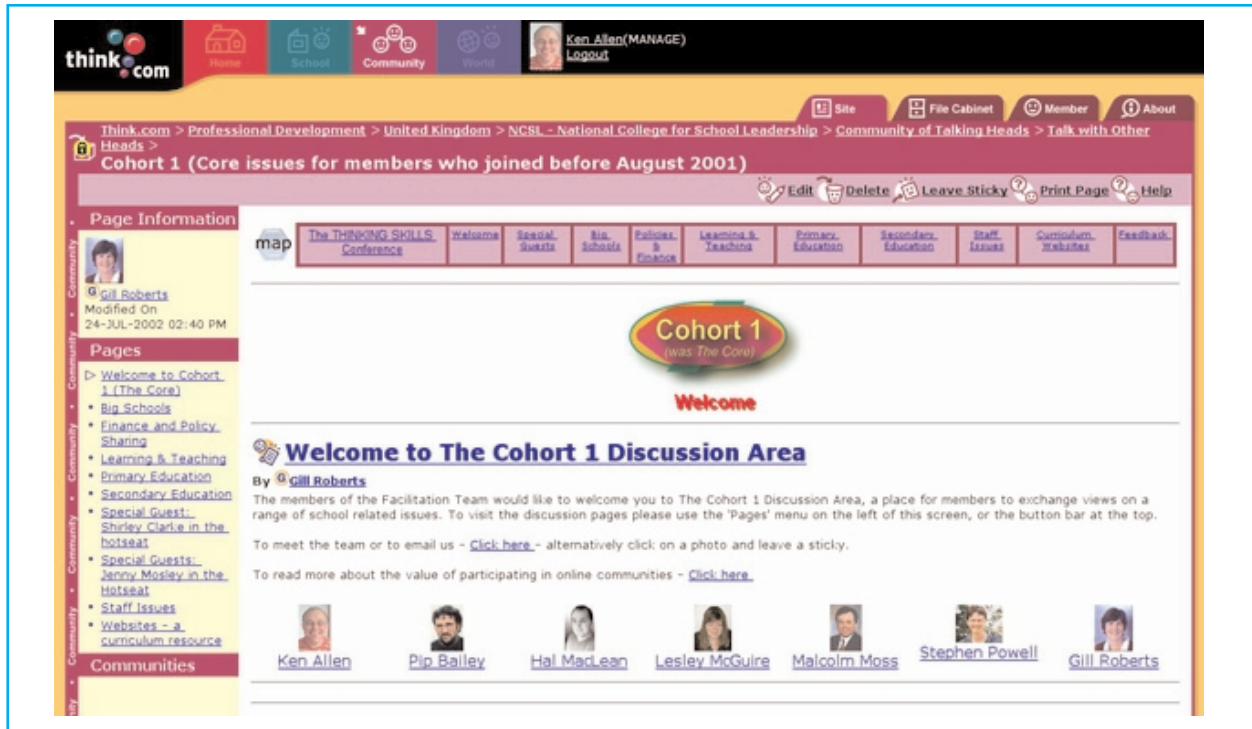 think.com
Home
School
Community
World
Ken Allen(MANAGE)
Logout
Site
File Cabinet
Member
About
Think.com > Professional Development > United Kingdom > NCSL - National College for School Leadership > Community of Talking Heads > Talk with Other
Heads >
Cohort 1 (Core issues for members who joined before August 2001)
Edit Delete Leave Sticky Print Page Help
Page Information
Gill Roberts
Modified On
24-JUL-2002 02:40 PM
Pages
Welcome to Cohort
1 (The Core)
Big Schools
Finance and Policy
Sharing
Learning & Teaching
Primary Education
Secondary Education
Special Guest:
Shirley Clarke in the
hotseat
Special Guests:
Jenny Mosley in the
Hotseat
Staff Issues
Websites - a
curriculum resource
Communities
Community
Community
Community
Community
Community
map
The THINKING SKILLS
Conference
Welcome
Special
Guests
Big
Schools
Policies
&
Finance
Learning &
Teaching
Primary
Education
Secondary
Education
Staff
Issues
Curriculum
Websites
Feedback
Cohort 1
(was The Core)
Welcome
Welcome to The Cohort 1 Discussion Area
By Gill Roberts
The members of the Facilitation Team would like to welcome you to The Cohort 1 Discussion Area, a place for members to exchange views on a
range of school related issues. To visit the discussion pages please use the 'Pages' menu on the left of this screen, or the button bar at the top.
To meet the team or to email us - Click here - alternatively click on a photo and leave a sticky.
To read more about the value of participating in online communities - Click here
Ken Allen
Pip Bailey
Hal MacLean
Lesley McGuire
Malcolm Moss
Stephen Powell
Gill Roberts